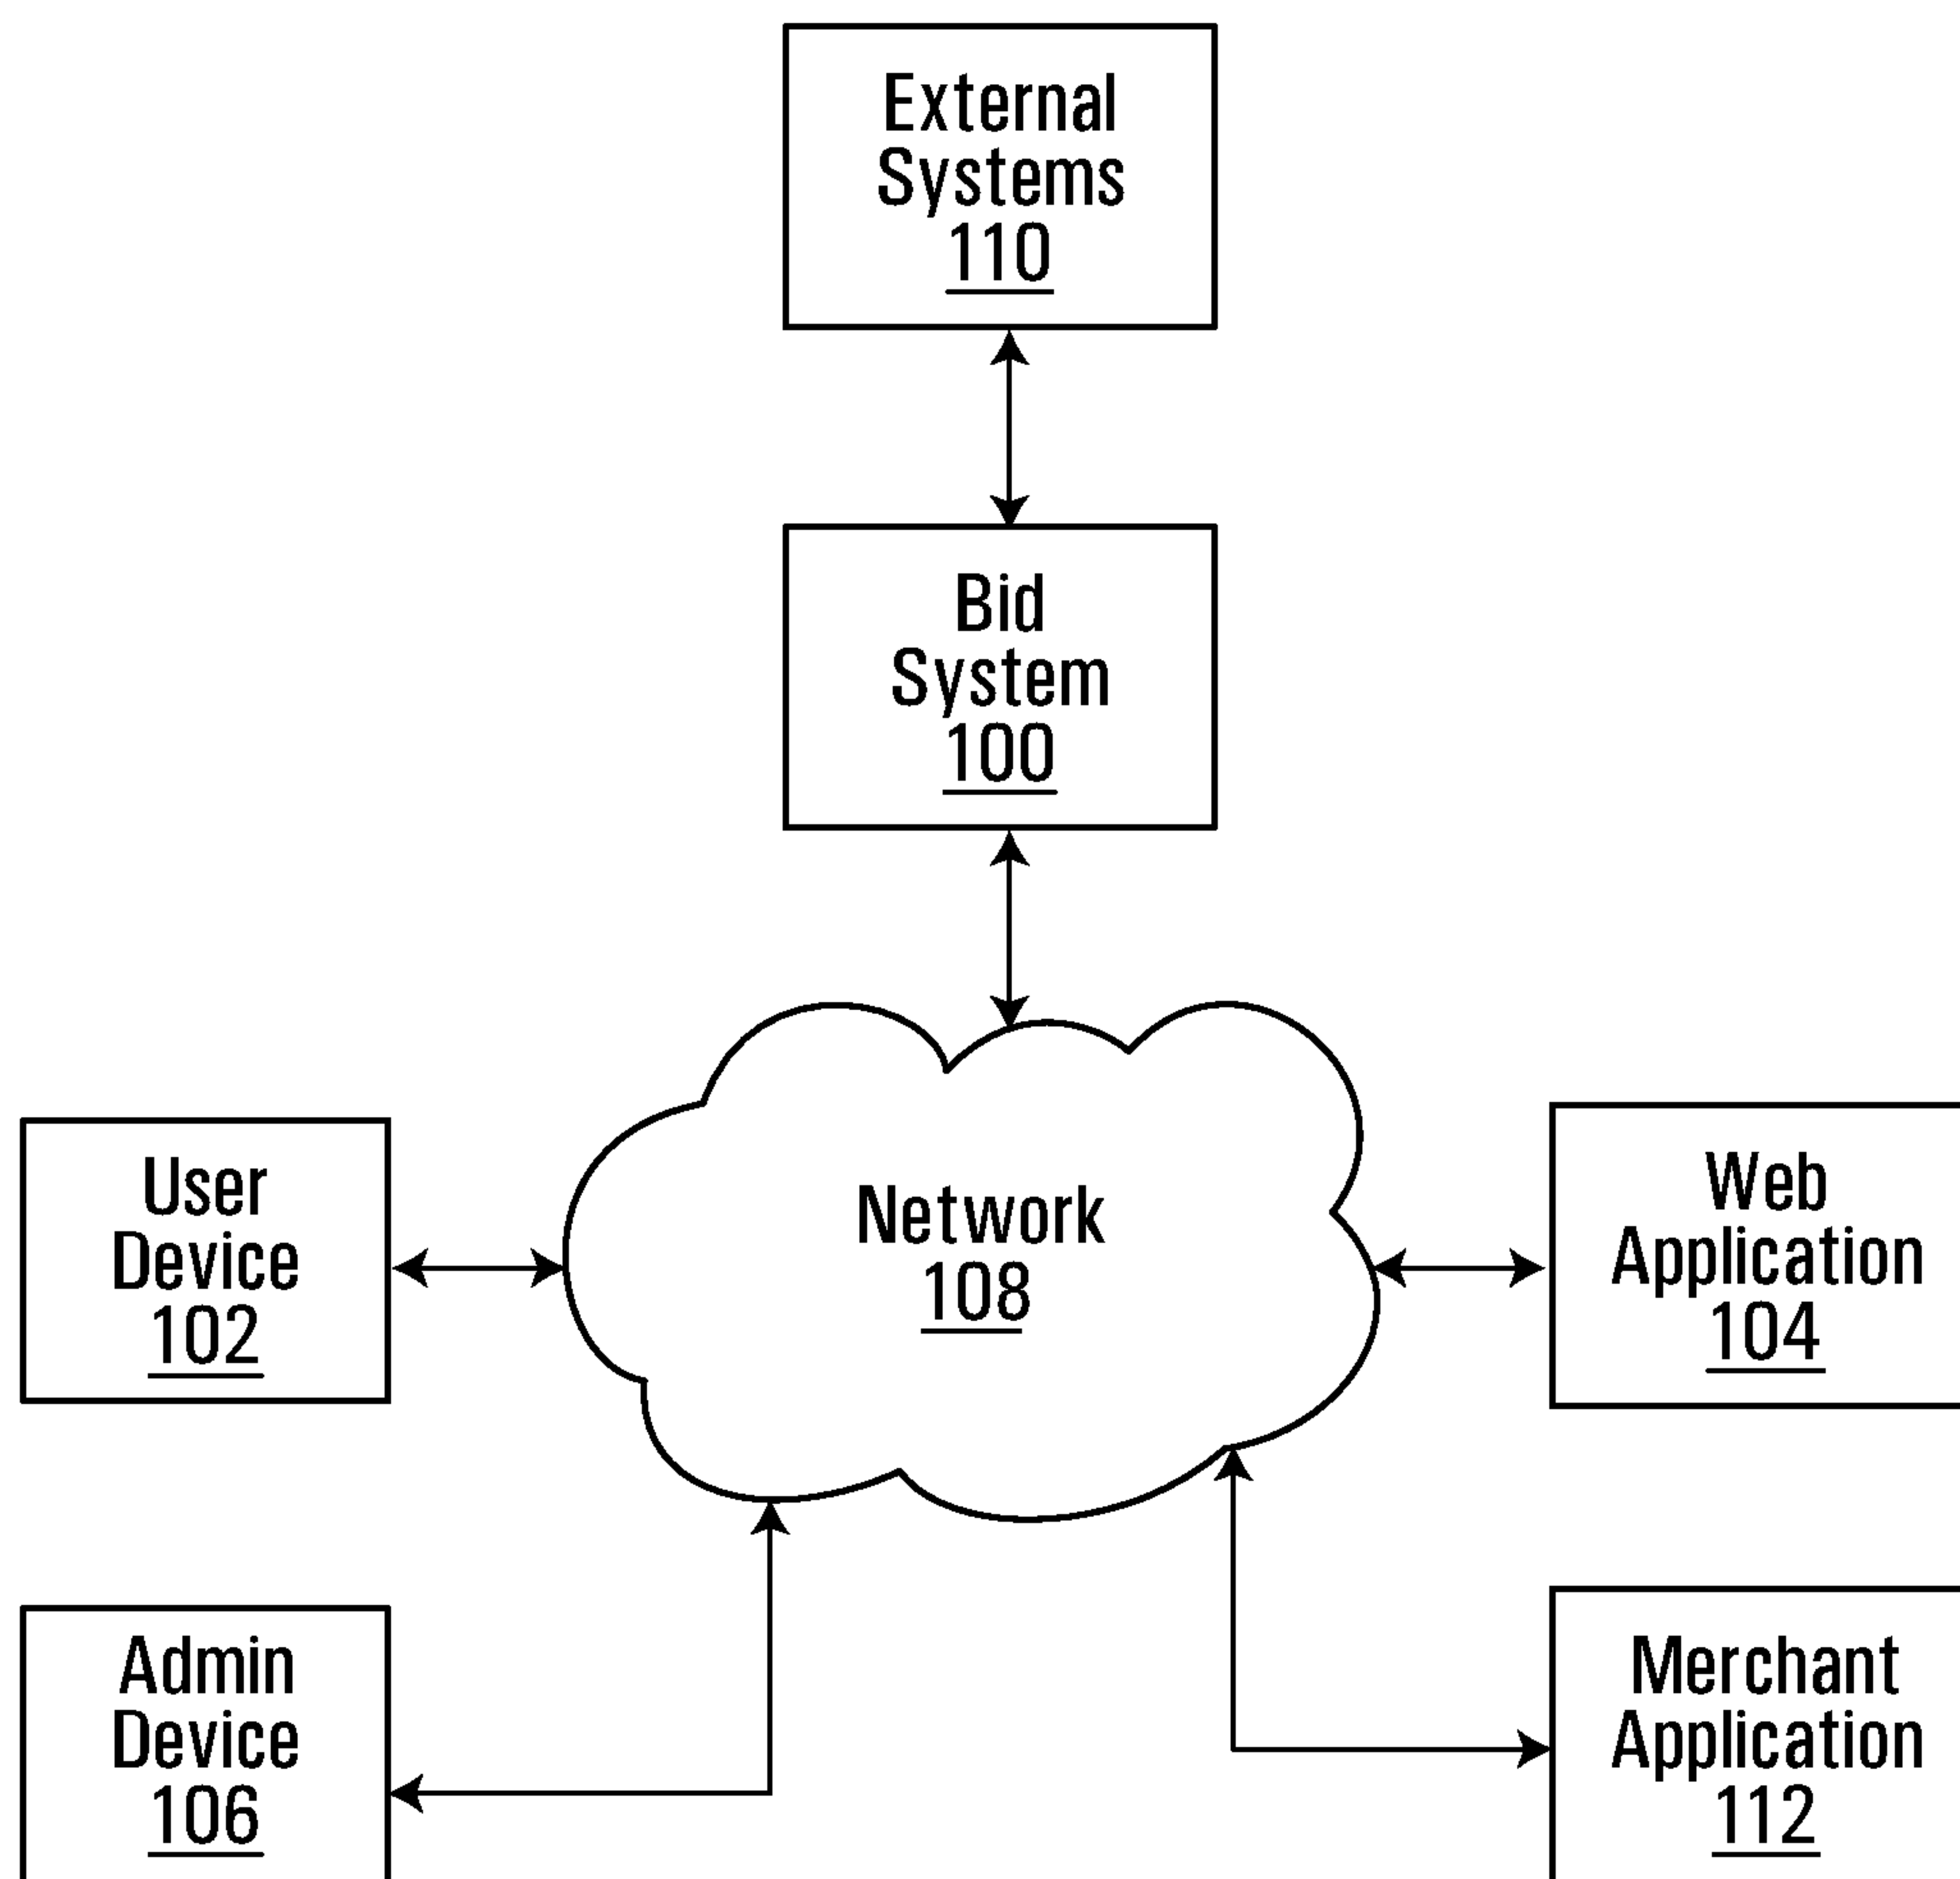 External
Systems
110
Bid
System
100
Network
108
User
Device
102
Web
Application
104
Admin
Device
106
Merchant
Application
112